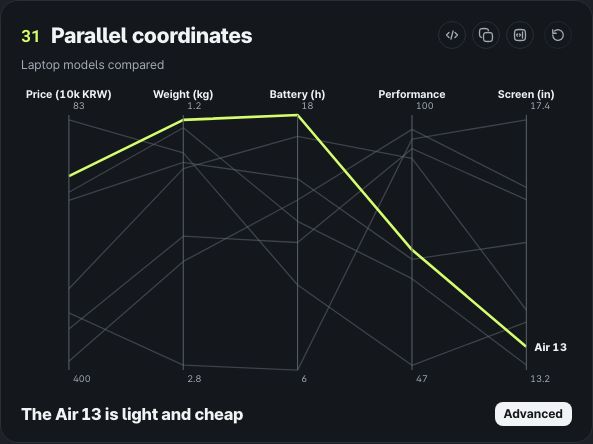 31 Parallel coordinates
Laptop models compared
Price (10k KRW) Weight (kg) Battery (h) Performance Screen (in)
83 1.2 18 100 17.4
Air 13
400 2.8 6 47 13.2
The Air 13 is light and cheap
Advanced